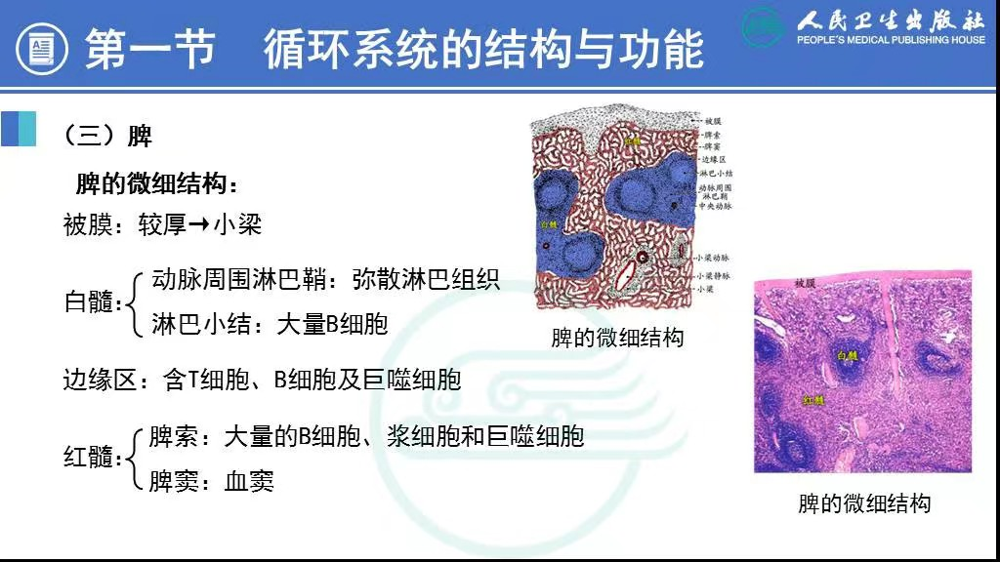 第一节 循环系统的结构与功能
人民卫生出版社
PEOPLE'S MEDICAL PUBLISHING HOUSE
（三）脾
脾的微细结构：
被膜：较厚→小梁
白髓：
动脉周围淋巴鞘：弥散淋巴组织
淋巴小结：大量B细胞
边缘区：含T细胞、B细胞及巨噬细胞
红髓：
脾索：大量的B细胞、浆细胞和巨噬细胞
脾窦：血窦
被膜
脾索
脾窦
边缘区
淋巴小结
动脉周围
淋巴鞘
中央动脉
小梁动脉
小梁静脉
小梁
红髓
白髓
脾的微细结构
被膜
白髓
红髓
脾的微细结构